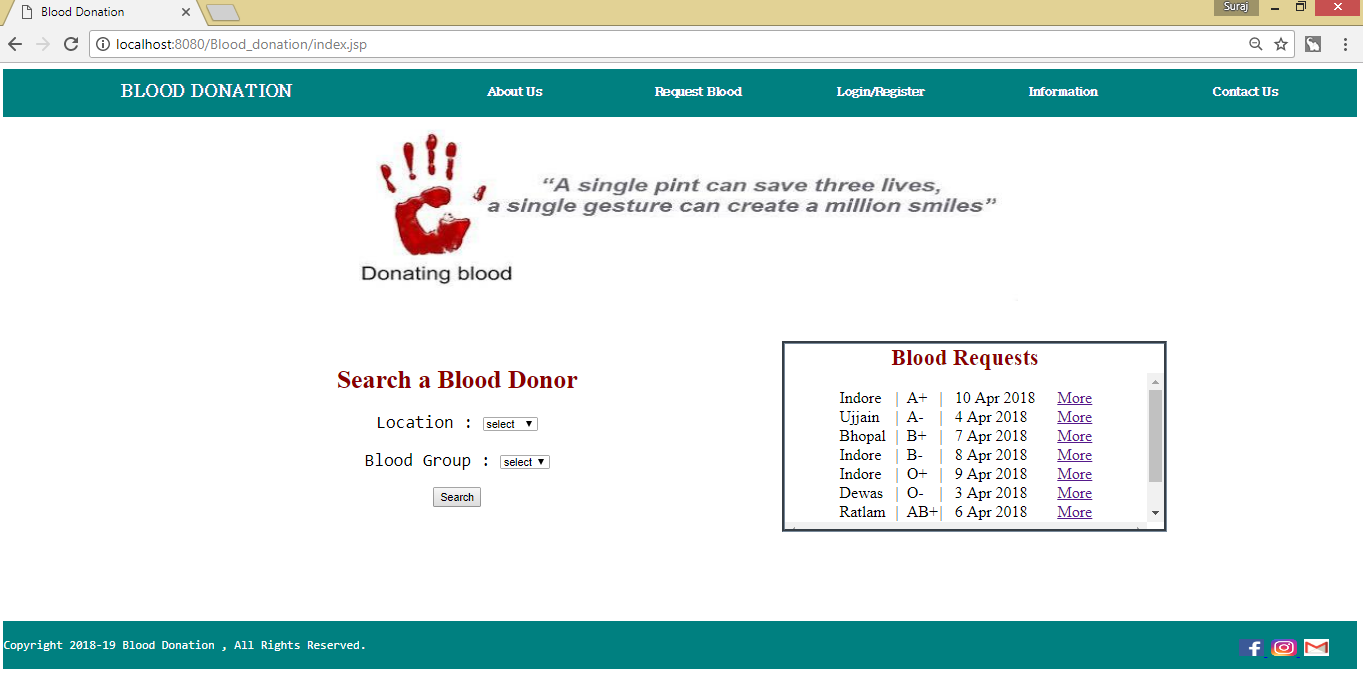 Blood Donation
Suraj
localhost:8080/Blood_donation/index.jsp
BLOOD DONATION About Us Request Blood Login/Register Information Contact Us
“A single pint can save three lives,
a single gesture can create a million smiles”
Donating blood
Search a Blood Donor
Location : select
Blood Group : select
Search
Blood Requests
Indore | A+ | 10 Apr 2018 More
Ujjain | A- | 4 Apr 2018 More
Bhopal | B+ | 7 Apr 2018 More
Indore | B- | 8 Apr 2018 More
Indore | O+ | 9 Apr 2018 More
Dewas | O- | 3 Apr 2018 More
Ratlam | AB+| 6 Apr 2018 More
Copyright 2018-19 Blood Donation , All Rights Reserved.